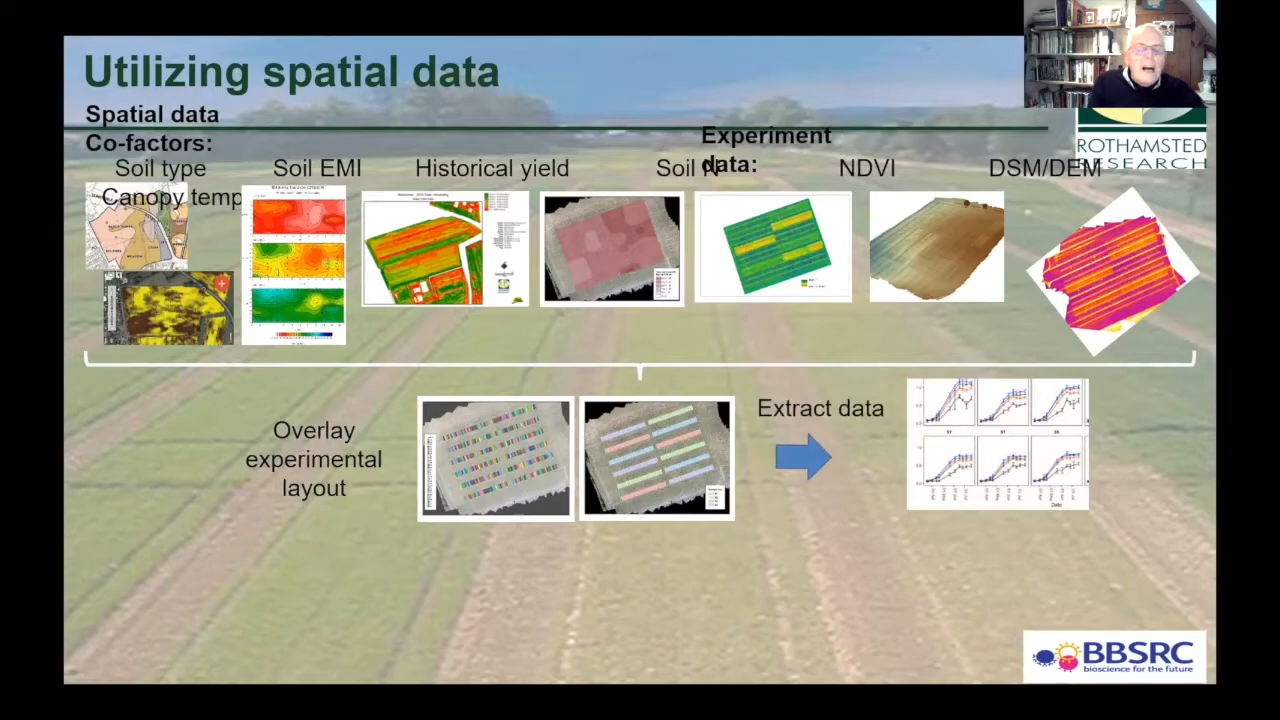 Utilizing spatial data
Spatial data
Co-factors:
Experiment
data:
Soil type
Soil EMI
Historical yield
Soil N
NDVI
DSM/DEM
Canopy temp
ROTHAMSTED
RESEARCH
Overlay
experimental
layout
Extract data
Date
BBSRC
bioscience for the future